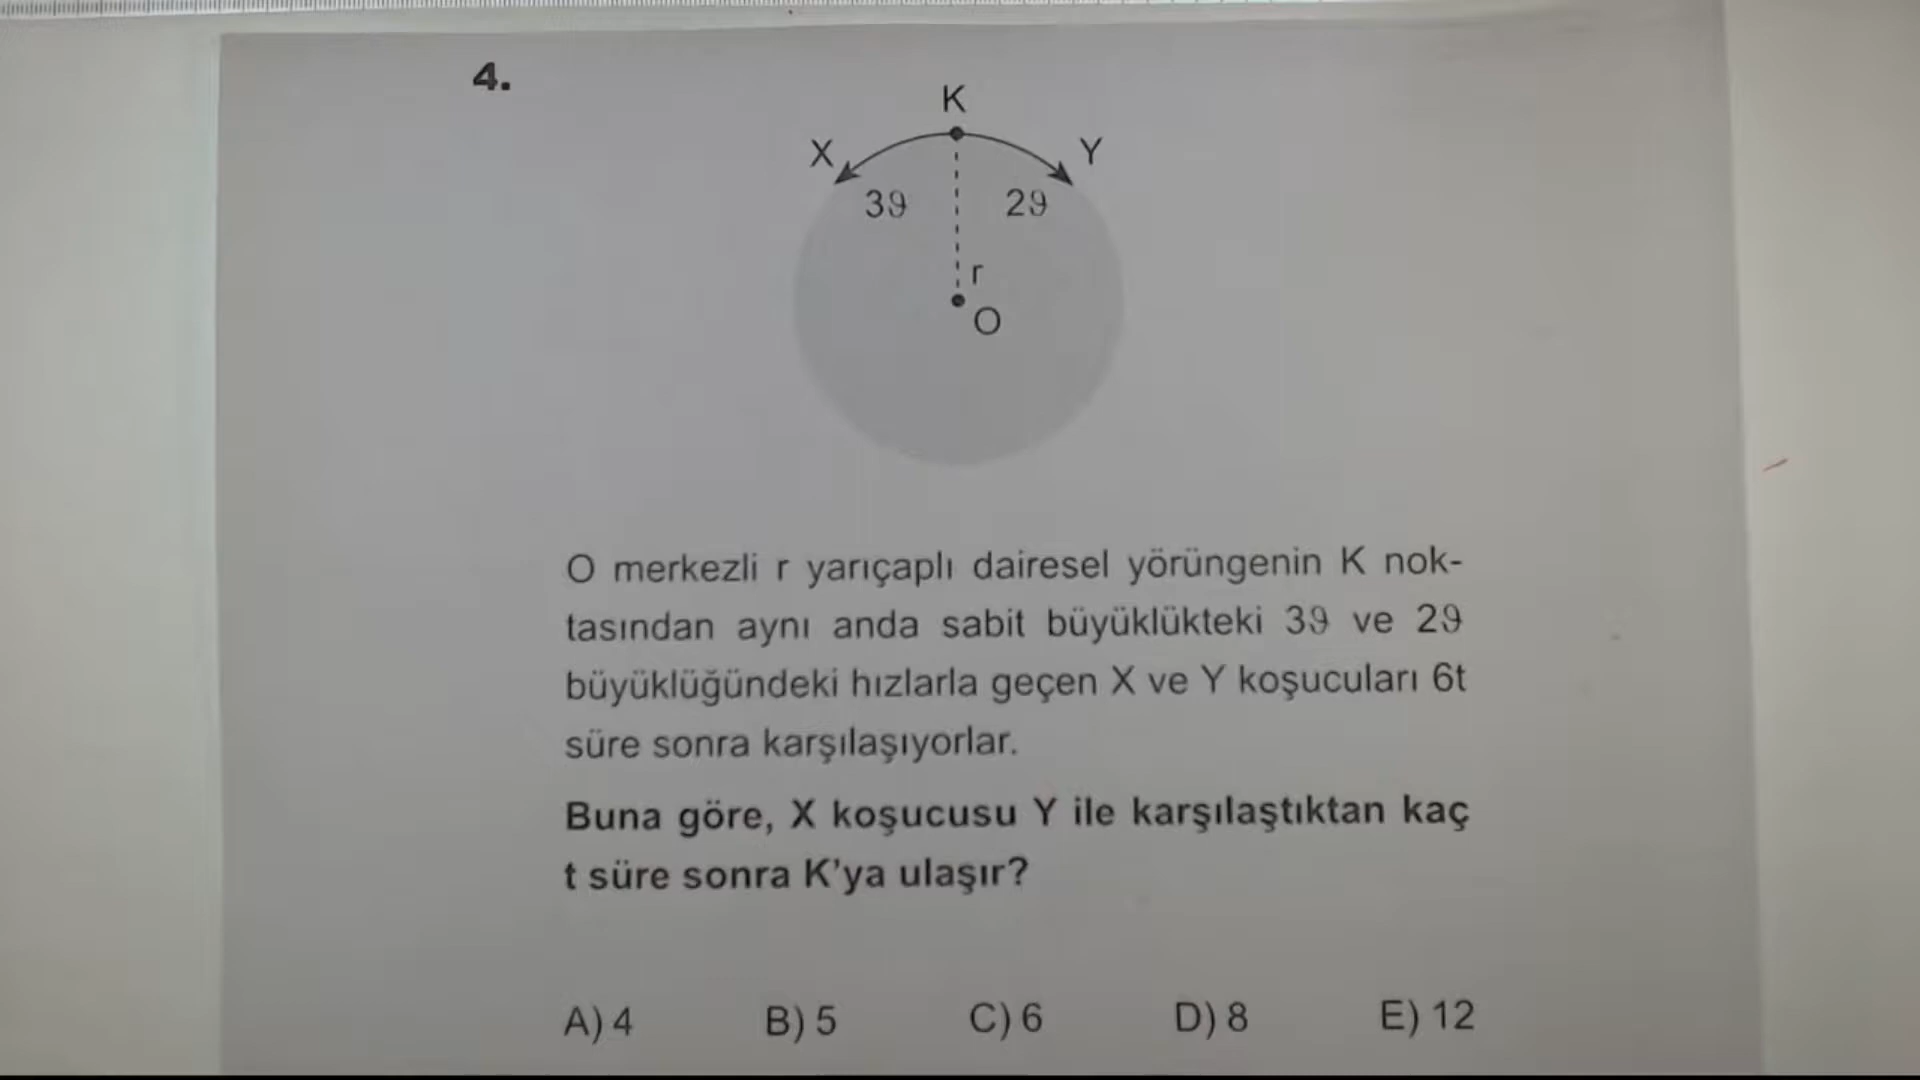 4.
K
X
Y
3ϑ
2ϑ
r
O
O merkezli r yarıçaplı dairesel yörüngenin K nok-
tasından aynı anda sabit büyüklükteki 3ϑ ve 2ϑ
büyüklüğündeki hızlarla geçen X ve Y koşucuları 6t
süre sonra karşılaşıyorlar.
Buna göre, X koşucusu Y ile karşılaştıktan kaç
t süre sonra K'ya ulaşır?
A) 4 B) 5 C) 6 D) 8 E) 12